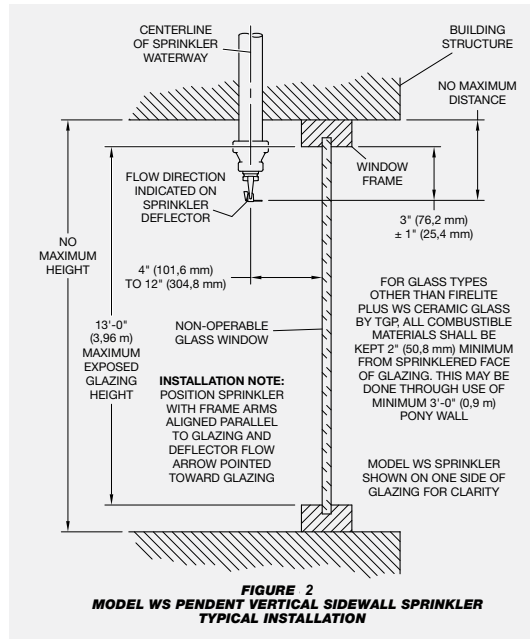 CENTERLINE
OF SPRINKLER
WATERWAY
BUILDING
STRUCTURE
NO MAXIMUM
DISTANCE
FLOW DIRECTION
INDICATED ON
SPRINKLER
DEFLECTOR
WINDOW
FRAME
3" (76,2 mm)
± 1" (25,4 mm)
NO
MAXIMUM
HEIGHT
4" (101,6 mm)
TO 12" (304,8 mm)
13'-0"
(3,96 m)
MAXIMUM
EXPOSED
GLAZING
HEIGHT
NON-OPERABLE
GLASS WINDOW
FOR GLASS TYPES
OTHER THAN FIRELITE
PLUS WS CERAMIC GLASS
BY TGP, ALL COMBUSTIBLE
MATERIALS SHALL BE
KEPT 2" (50,8 mm) MINIMUM
FROM SPRINKLERED FACE
OF GLAZING. THIS MAY BE
DONE THROUGH USE OF
MINIMUM 3'-0" (0,9 m)
PONY WALL
INSTALLATION NOTE:
POSITION SPRINKLER
WITH FRAME ARMS
ALIGNED PARALLEL
TO GLAZING AND
DEFLECTOR FLOW
ARROW POINTED
TOWARD GLAZING
MODEL WS SPRINKLER
SHOWN ON ONE SIDE OF
GLAZING FOR CLARITY
FIGURE 2
MODEL WS PENDENT VERTICAL SIDEWALL SPRINKLER
TYPICAL INSTALLATION